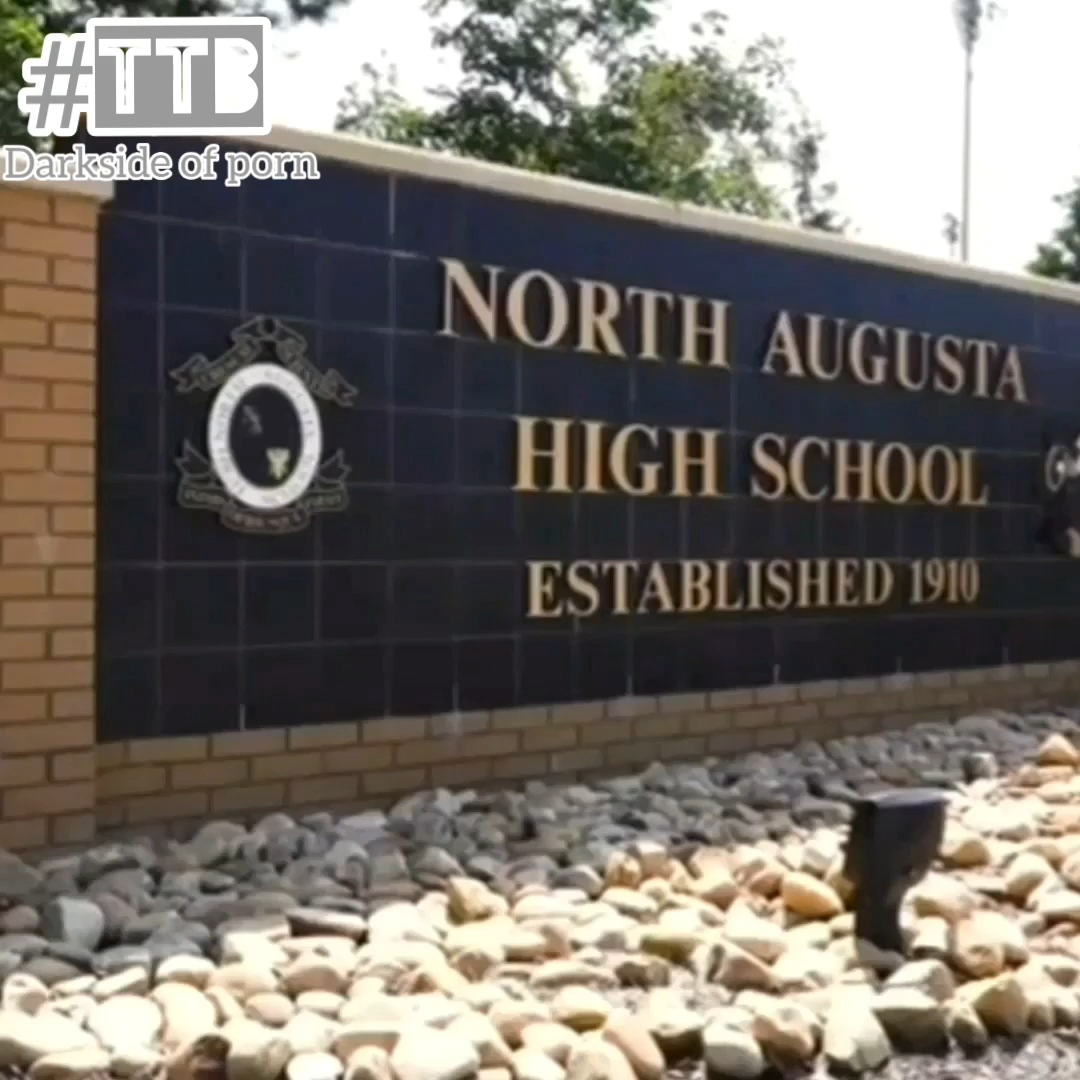 #TTB
Darkside of porn
NORTH AUGUSTA
HIGH SCHOOL
ESTABLISHED 1910